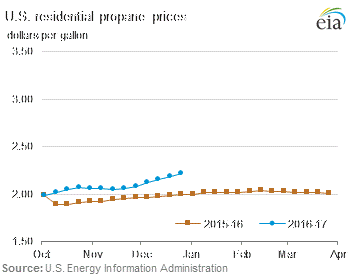 U.S. residential propane prices
dollars per gallon
eia
3.50
3.00
2.50
2.00
1.50
2015-16 2016-17
Oct Nov Dec Jan Feb Mar Apr
Source: U.S. Energy Information Administration